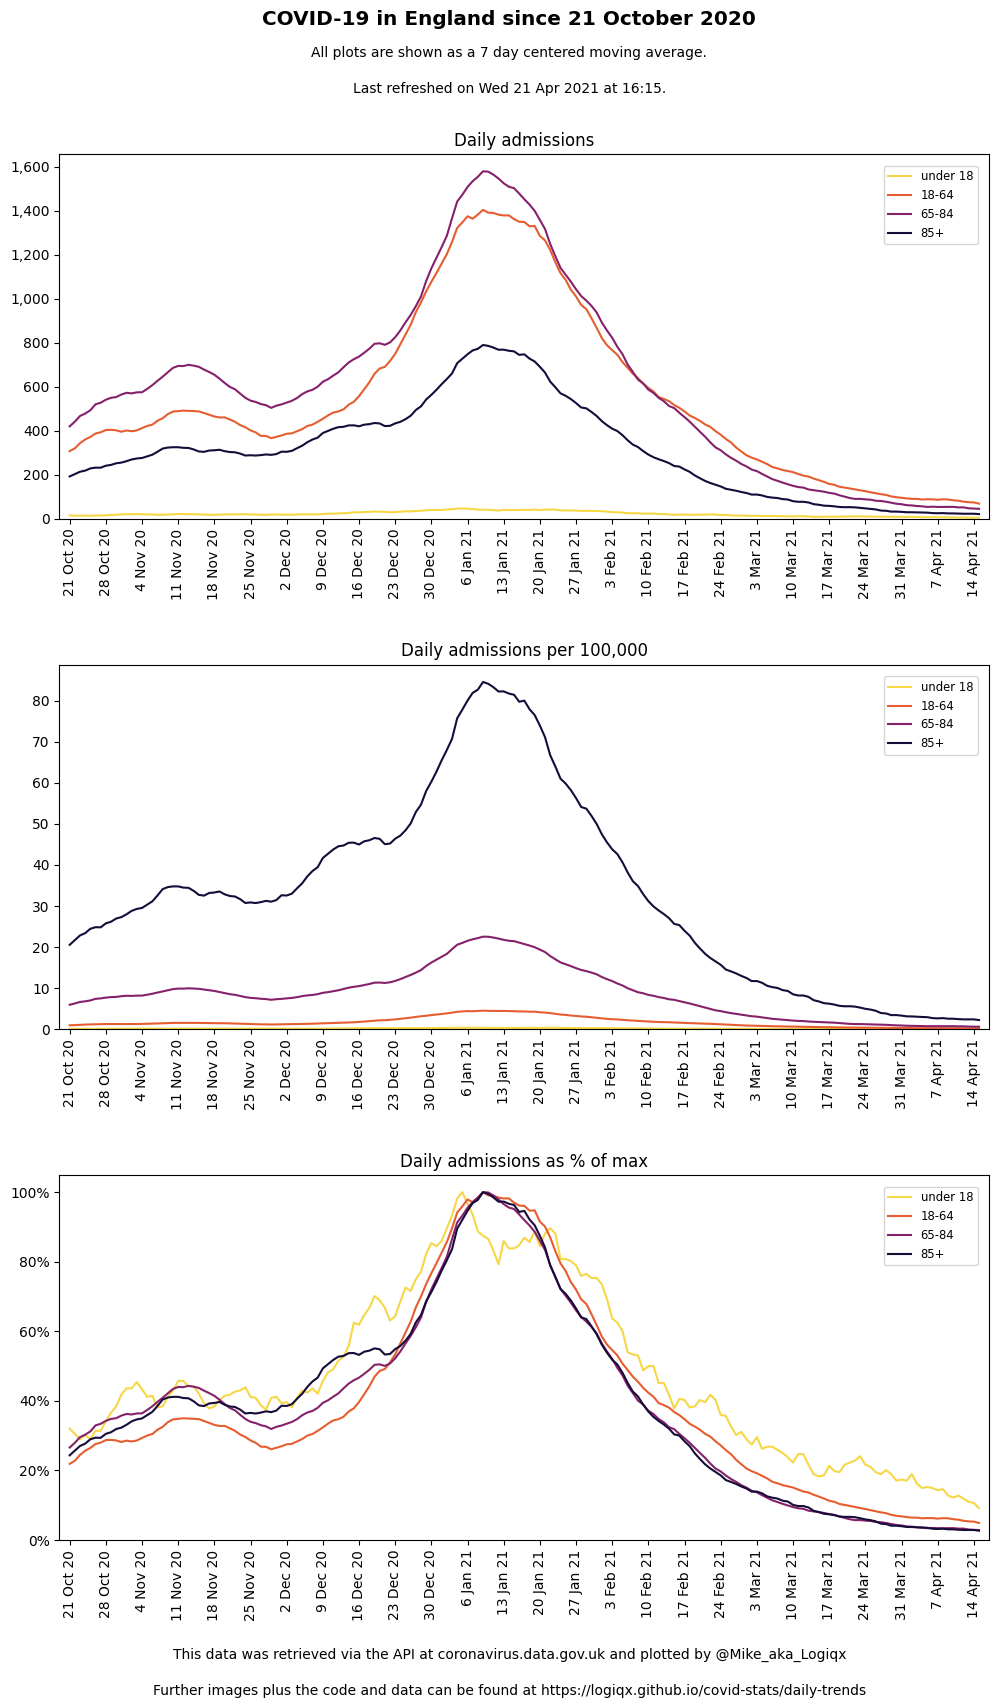 COVID-19 in England since 21 October 2020
All plots are shown as a 7 day centered moving average.
Last refreshed on Wed 21 Apr 2021 at 16:15.
Daily admissions
1,600
1,400
1,200
1,000
800
600
400
200
0
under 18
18-64
65-84
85+
21 Oct 20
28 Oct 20
4 Nov 20
11 Nov 20
18 Nov 20
25 Nov 20
2 Dec 20
9 Dec 20
16 Dec 20
23 Dec 20
30 Dec 20
6 Jan 21
13 Jan 21
20 Jan 21
27 Jan 21
3 Feb 21
10 Feb 21
17 Feb 21
24 Feb 21
3 Mar 21
10 Mar 21
17 Mar 21
24 Mar 21
31 Mar 21
7 Apr 21
14 Apr 21
Daily admissions per 100,000
80
70
60
50
40
30
20
10
0
under 18
18-64
65-84
85+
21 Oct 20
28 Oct 20
4 Nov 20
11 Nov 20
18 Nov 20
25 Nov 20
2 Dec 20
9 Dec 20
16 Dec 20
23 Dec 20
30 Dec 20
6 Jan 21
13 Jan 21
20 Jan 21
27 Jan 21
3 Feb 21
10 Feb 21
17 Feb 21
24 Feb 21
3 Mar 21
10 Mar 21
17 Mar 21
24 Mar 21
31 Mar 21
7 Apr 21
14 Apr 21
Daily admissions as % of max
100%
80%
60%
40%
20%
0%
under 18
18-64
65-84
85+
21 Oct 20
28 Oct 20
4 Nov 20
11 Nov 20
18 Nov 20
25 Nov 20
2 Dec 20
9 Dec 20
16 Dec 20
23 Dec 20
30 Dec 20
6 Jan 21
13 Jan 21
20 Jan 21
27 Jan 21
3 Feb 21
10 Feb 21
17 Feb 21
24 Feb 21
3 Mar 21
10 Mar 21
17 Mar 21
24 Mar 21
31 Mar 21
7 Apr 21
14 Apr 21
This data was retrieved via the API at coronavirus.data.gov.uk and plotted by @Mike_aka_Logiqx
Further images plus the code and data can be found at https://logiqx.github.io/covid-stats/daily-trends